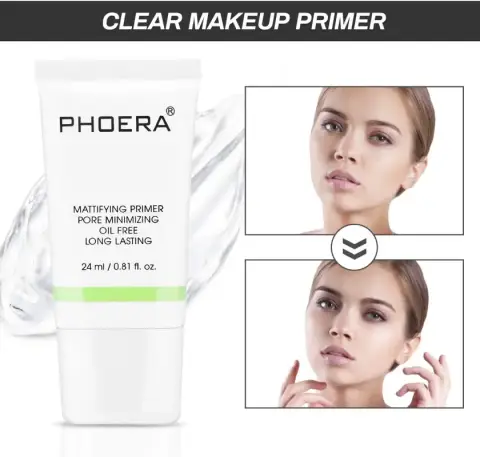 CLEAR MAKEUP PRIMER
PHOERA®
MATTIFYING PRIMER
PORE MINIMIZING
OIL FREE
LONG LASTING
24 ml / 0.81 fl. oz.